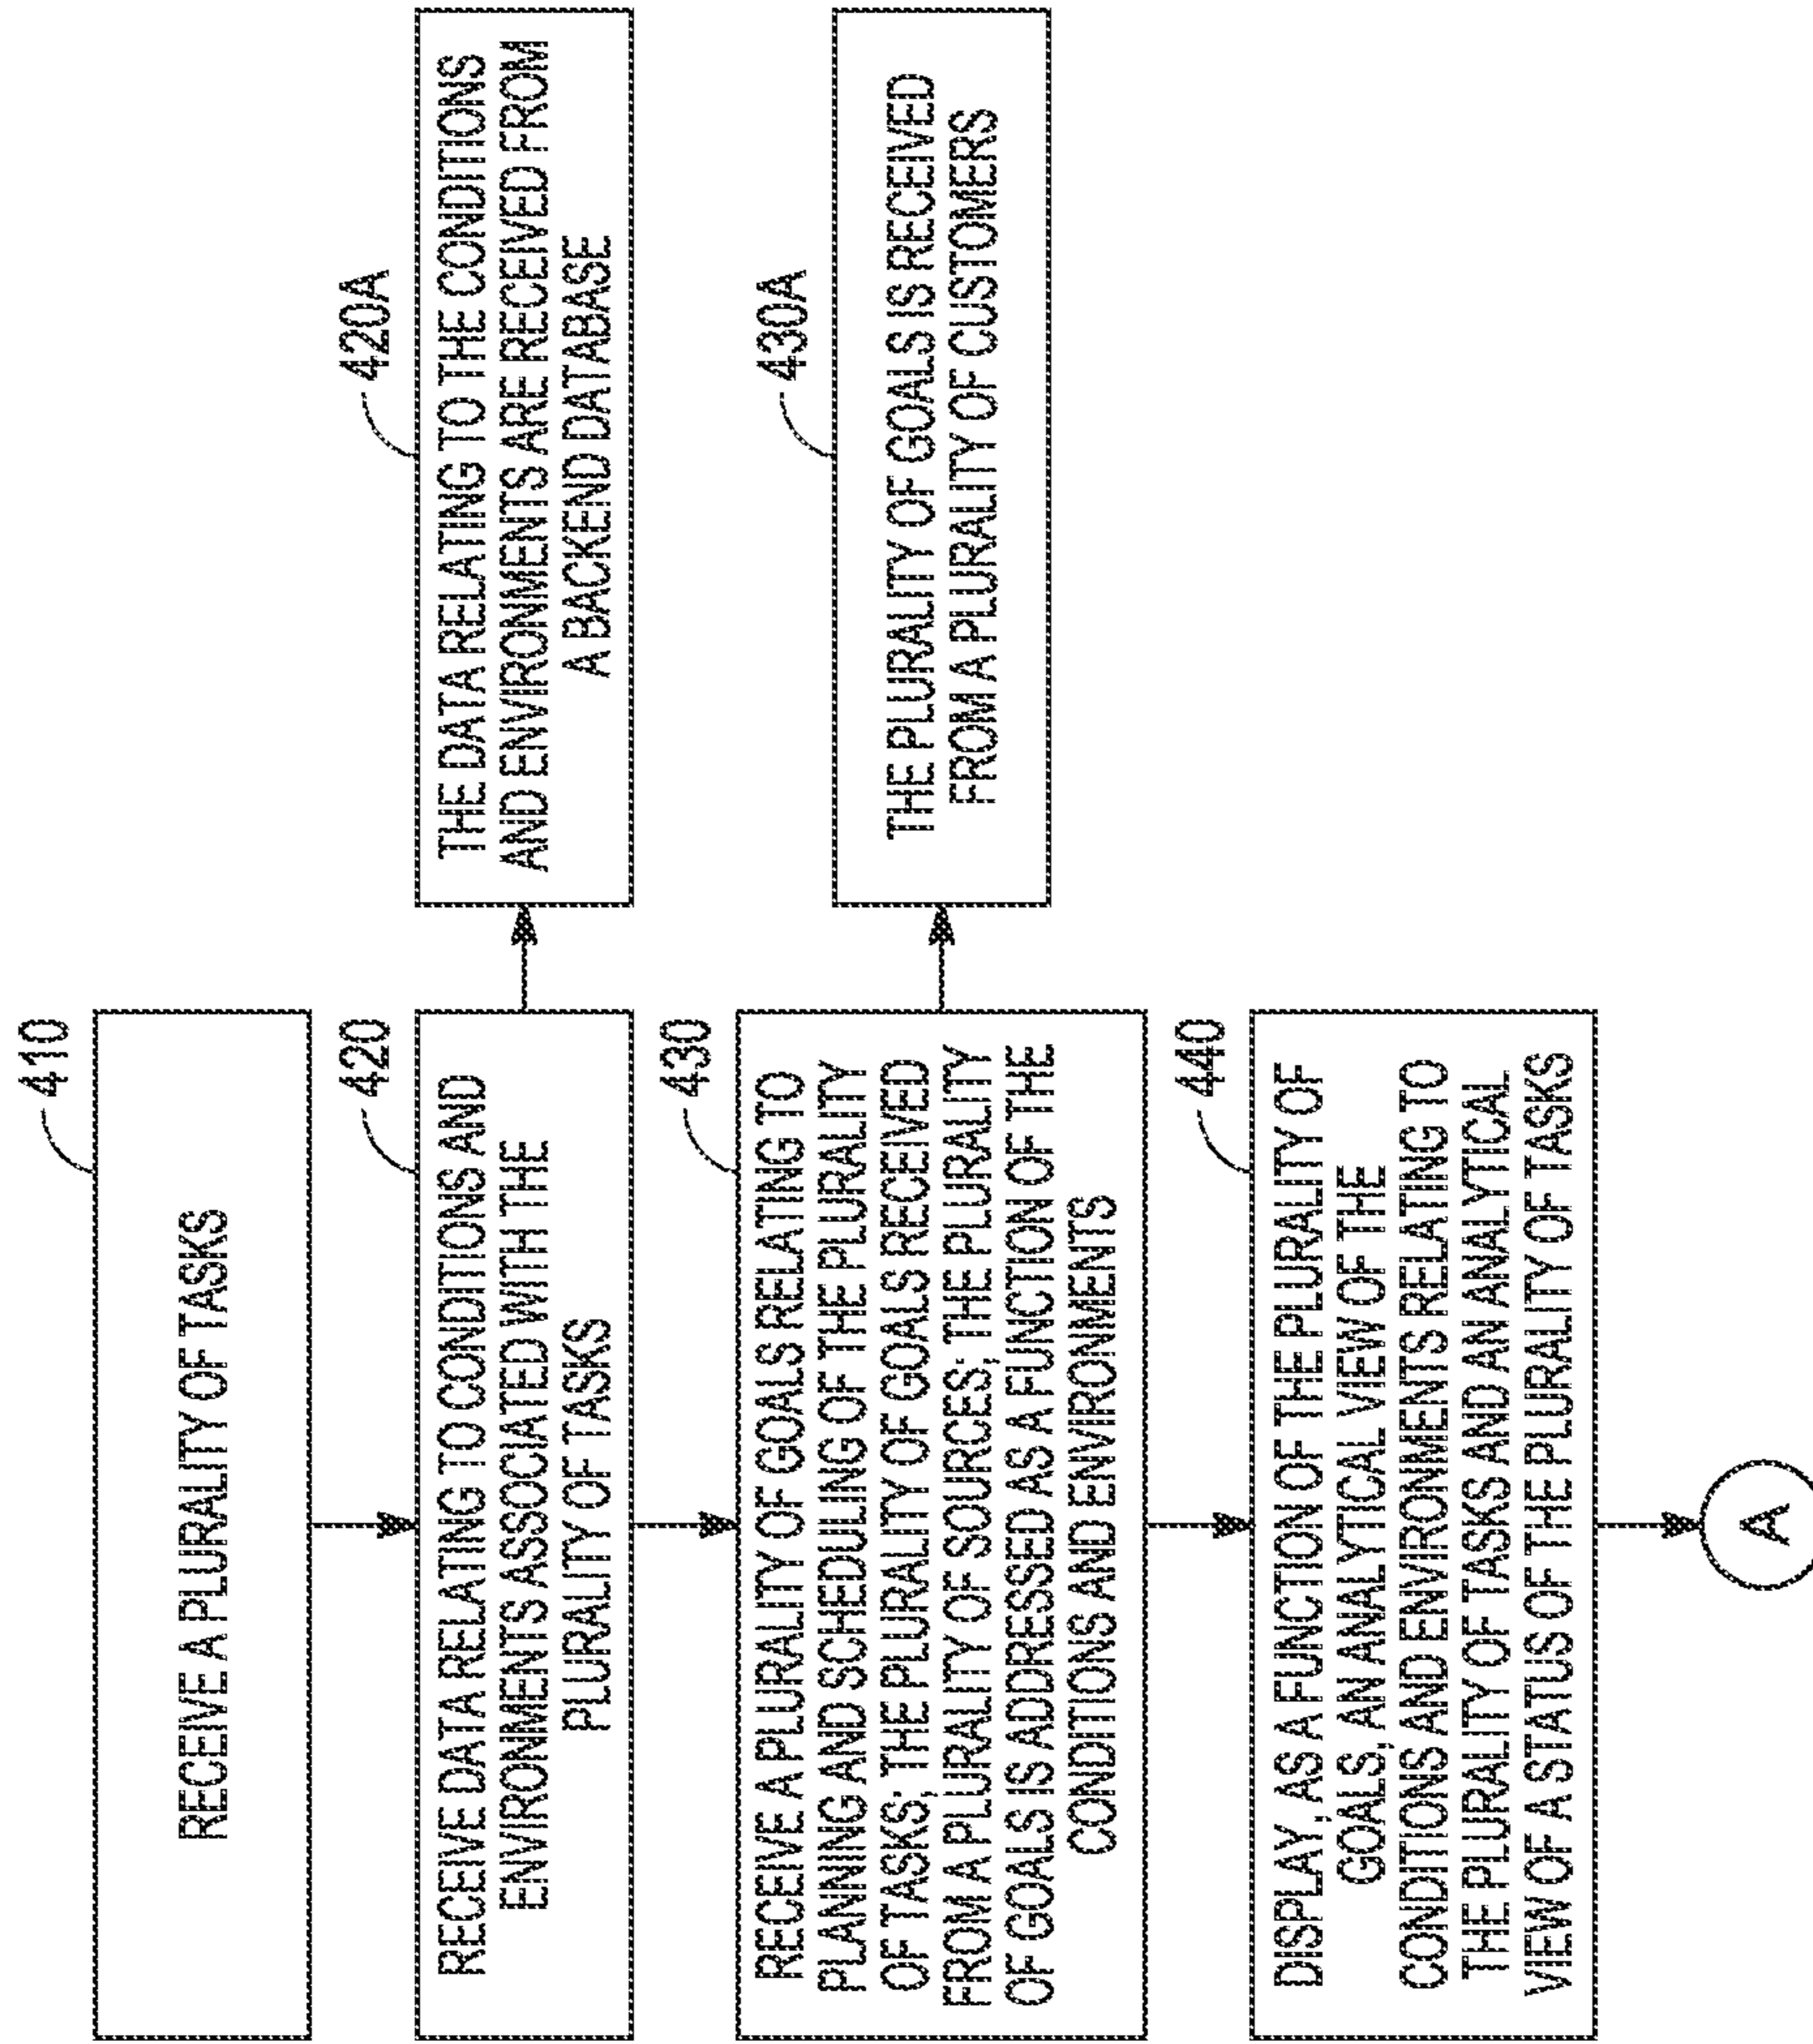 410
RECEIVE A PLURALITY OF TASKS
420
RECEIVE DATA RELATING TO CONDITIONS AND
ENVIRONMENTS ASSOCIATED WITH THE
PLURALITY OF TASKS
420A
THE DATA RELATING TO THE CONDITIONS
AND ENVIRONMENTS ARE RECEIVED FROM
A BACKEND DATABASE
430
RECEIVE A PLURALITY OF GOALS RELATING TO
PLANNING AND SCHEDULING OF THE PLURALITY
OF TASKS; THE PLURALITY OF GOALS RECEIVED
FROM A PLURALITY OF SOURCES; THE PLURALITY
OF GOALS IS ADDRESSED AS A FUNCTION OF THE
CONDITIONS AND ENVIRONMENTS
430A
THE PLURALITY OF GOALS IS RECEIVED
FROM A PLURALITY OF CUSTOMERS
440
DISPLAY, AS A FUNCTION OF THE PLURALITY OF
GOALS, AN ANALYTICAL VIEW OF THE
CONDITIONS AND ENVIRONMENTS RELATING TO
THE PLURALITY OF TASKS AND AN ANALYTICAL
VIEW OF A STATUS OF THE PLURALITY OF TASKS
A